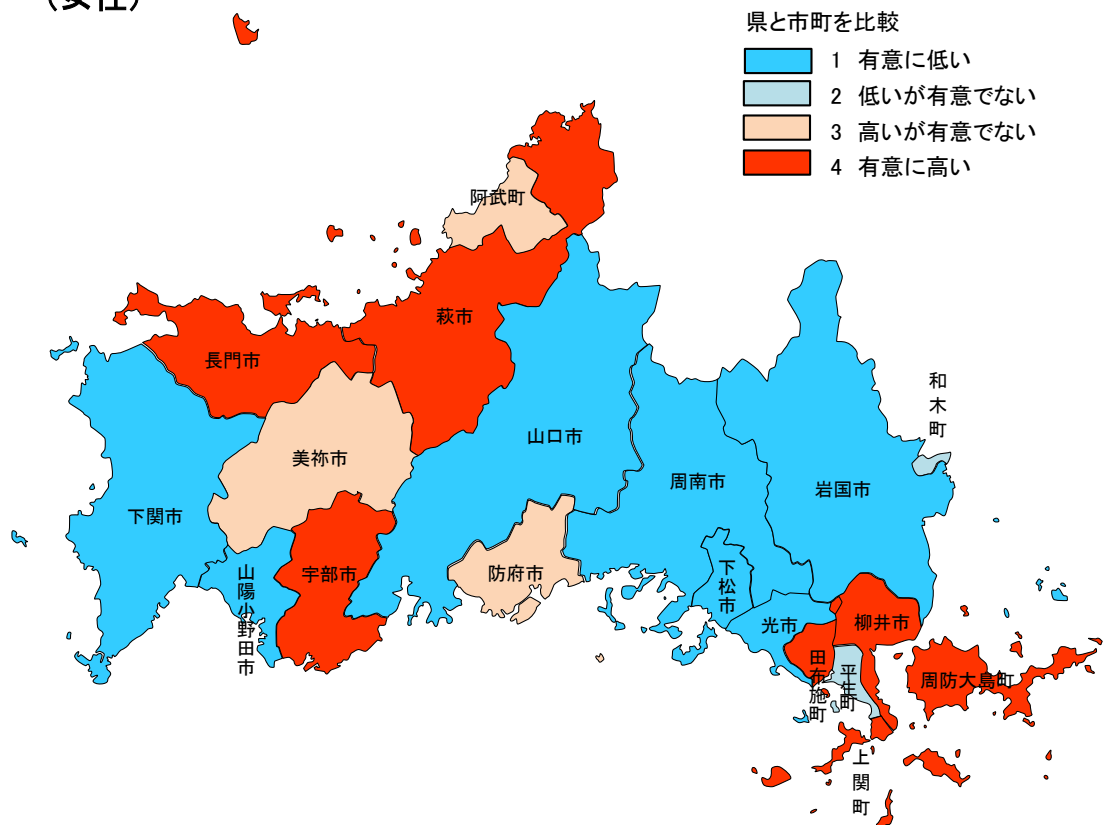 （女性）
県と市町を比較
1 有意に低い
2 低いが有意でない
3 高いが有意でない
4 有意に高い
阿武町
萩市
長門市
和木町
山口市
美祢市
周南市
岩国市
下関市
宇部市
防府市
下松市
山陽小野田市
光市
柳井市
田布施町
平生町
周防大島町
上関町